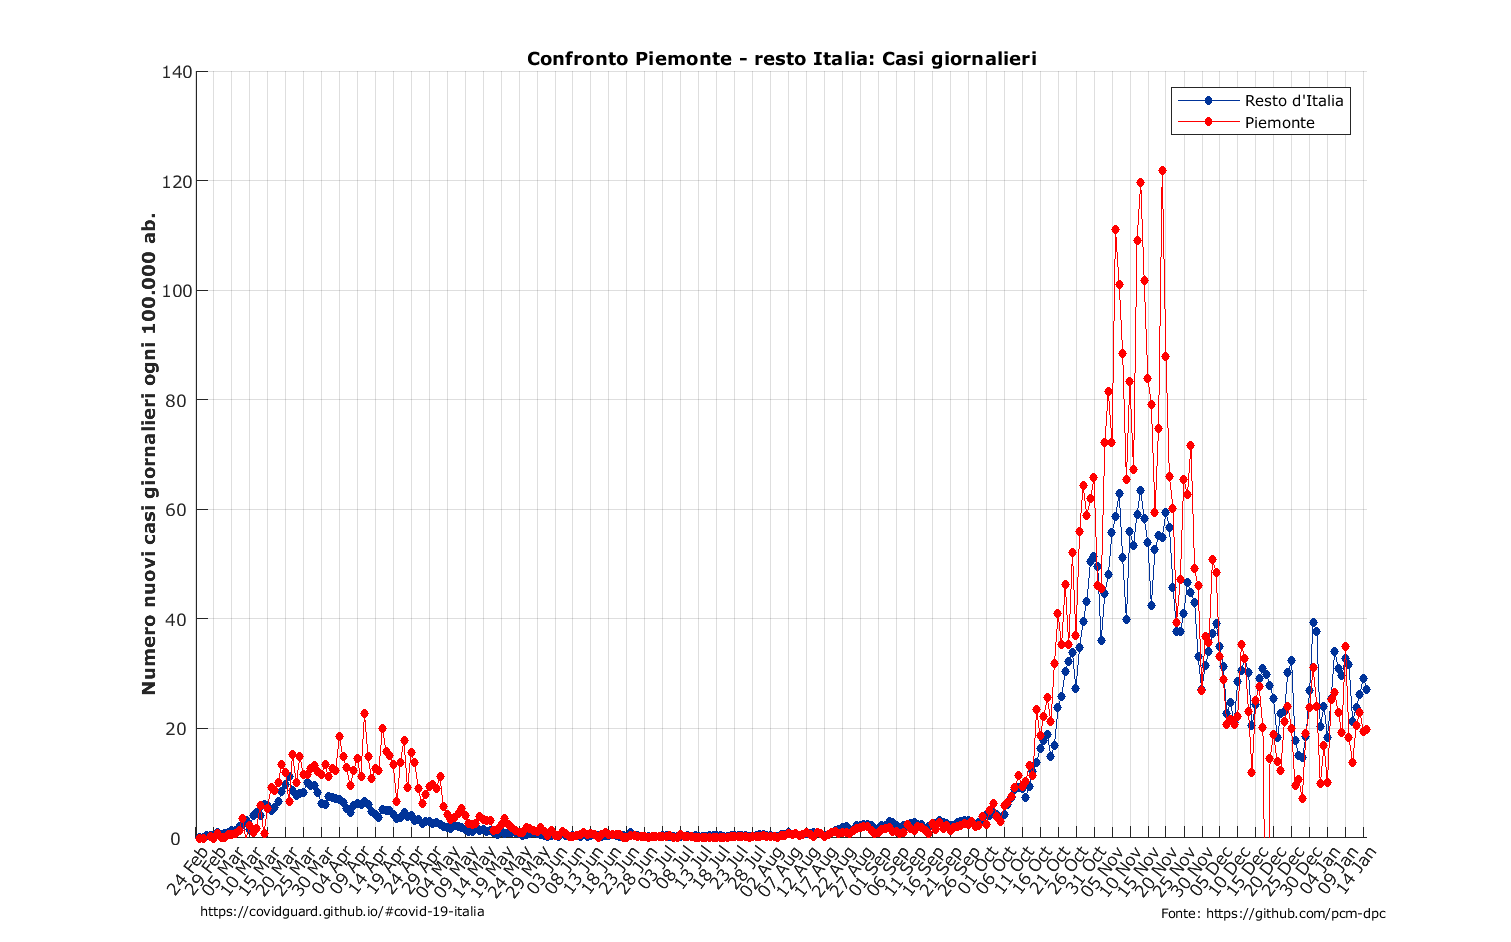 Confronto Piemonte - resto Italia: Casi giornalieri
Numero nuovi casi giornalieri ogni 100.000 ab.
140
120
100
80
60
40
20
0
Resto d'Italia
Piemonte
24 Feb
29 Feb
05 Mar
10 Mar
15 Mar
20 Mar
25 Mar
30 Mar
04 Apr
09 Apr
14 Apr
19 Apr
24 Apr
29 Apr
04 May
09 May
14 May
19 May
24 May
29 May
03 Jun
08 Jun
13 Jun
18 Jun
23 Jun
28 Jun
03 Jul
08 Jul
13 Jul
18 Jul
23 Jul
28 Jul
02 Aug
07 Aug
12 Aug
17 Aug
22 Aug
27 Aug
01 Sep
06 Sep
11 Sep
16 Sep
21 Sep
26 Sep
01 Oct
06 Oct
11 Oct
16 Oct
21 Oct
26 Oct
31 Oct
05 Nov
10 Nov
15 Nov
20 Nov
25 Nov
30 Nov
05 Dec
10 Dec
15 Dec
20 Dec
25 Dec
30 Dec
04 Jan
09 Jan
14 Jan
https://covidguard.github.io/#covid-19-italia
Fonte: https://github.com/pcm-dpc